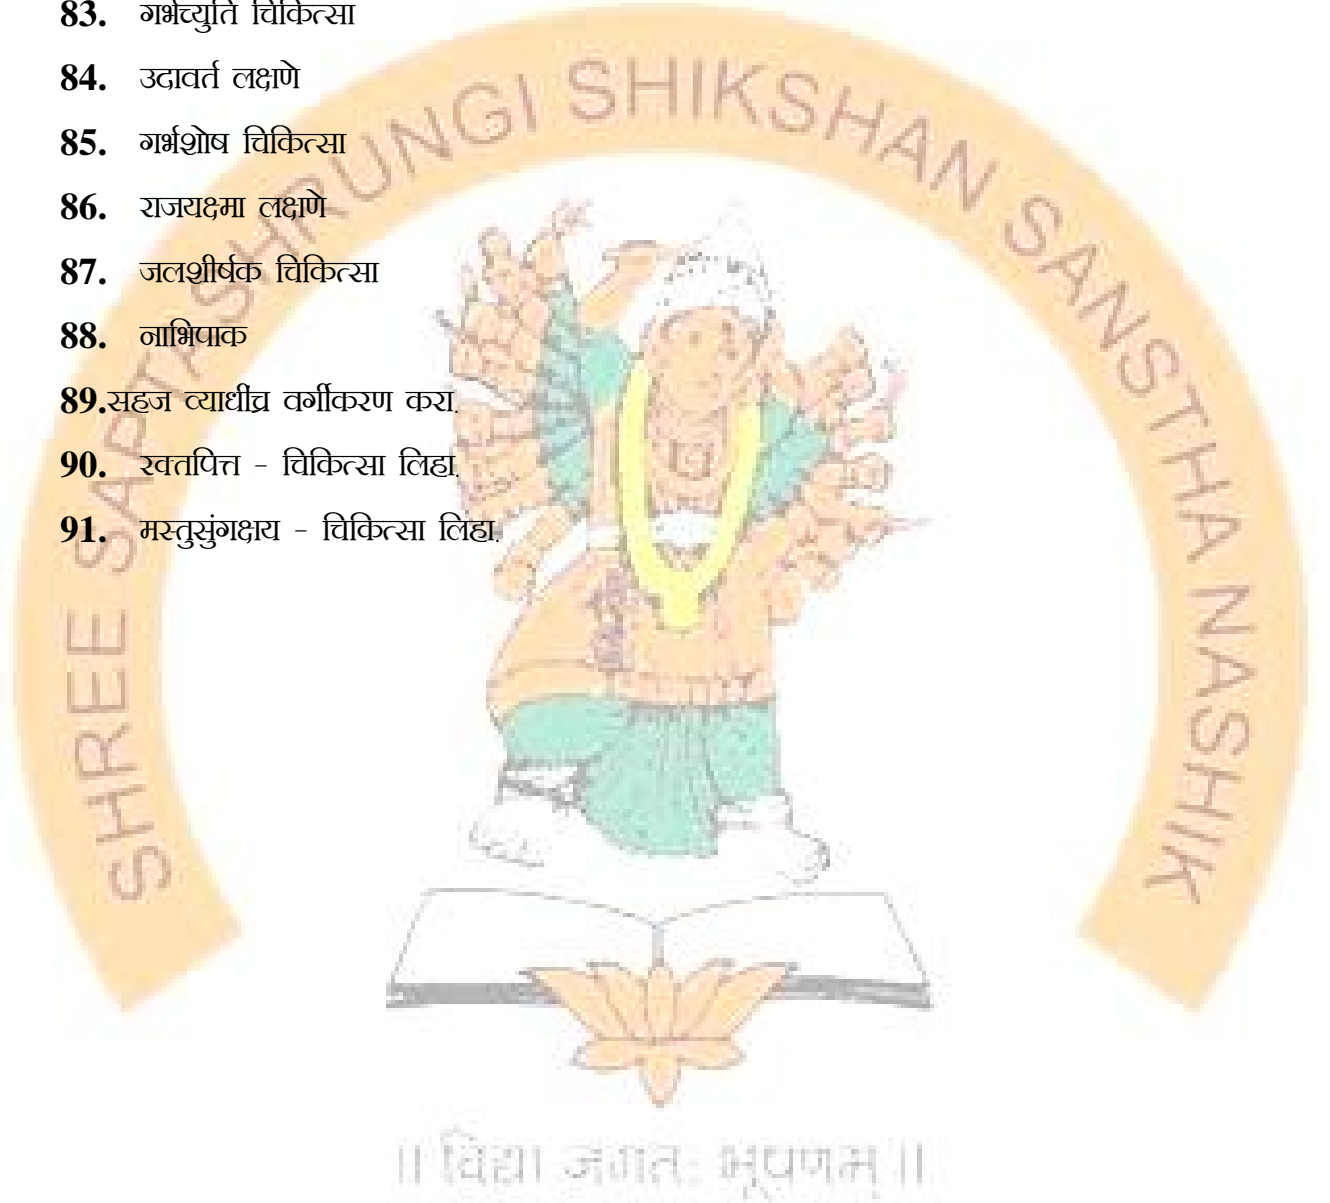 83. गर्भच्युति चिकित्सा
84. उदावर्त लक्षणे
85. गर्भशोष चिकित्सा
86. राजयक्ष्मा लक्षणे
87. जलशीर्षक चिकित्सा
88. नाभिपाक
89.सहज व्याधींच्र वर्गीकरण करा.
90. रक्तपित्त - चिकित्सा लिहा.
91. मस्तुसुंगक्षय - चिकित्सा लिहा.
SHREE SAPTASHRUNGI SHIKSHAN SANSTHA NASHIK
॥ विद्या जगतः भूषणम् ॥